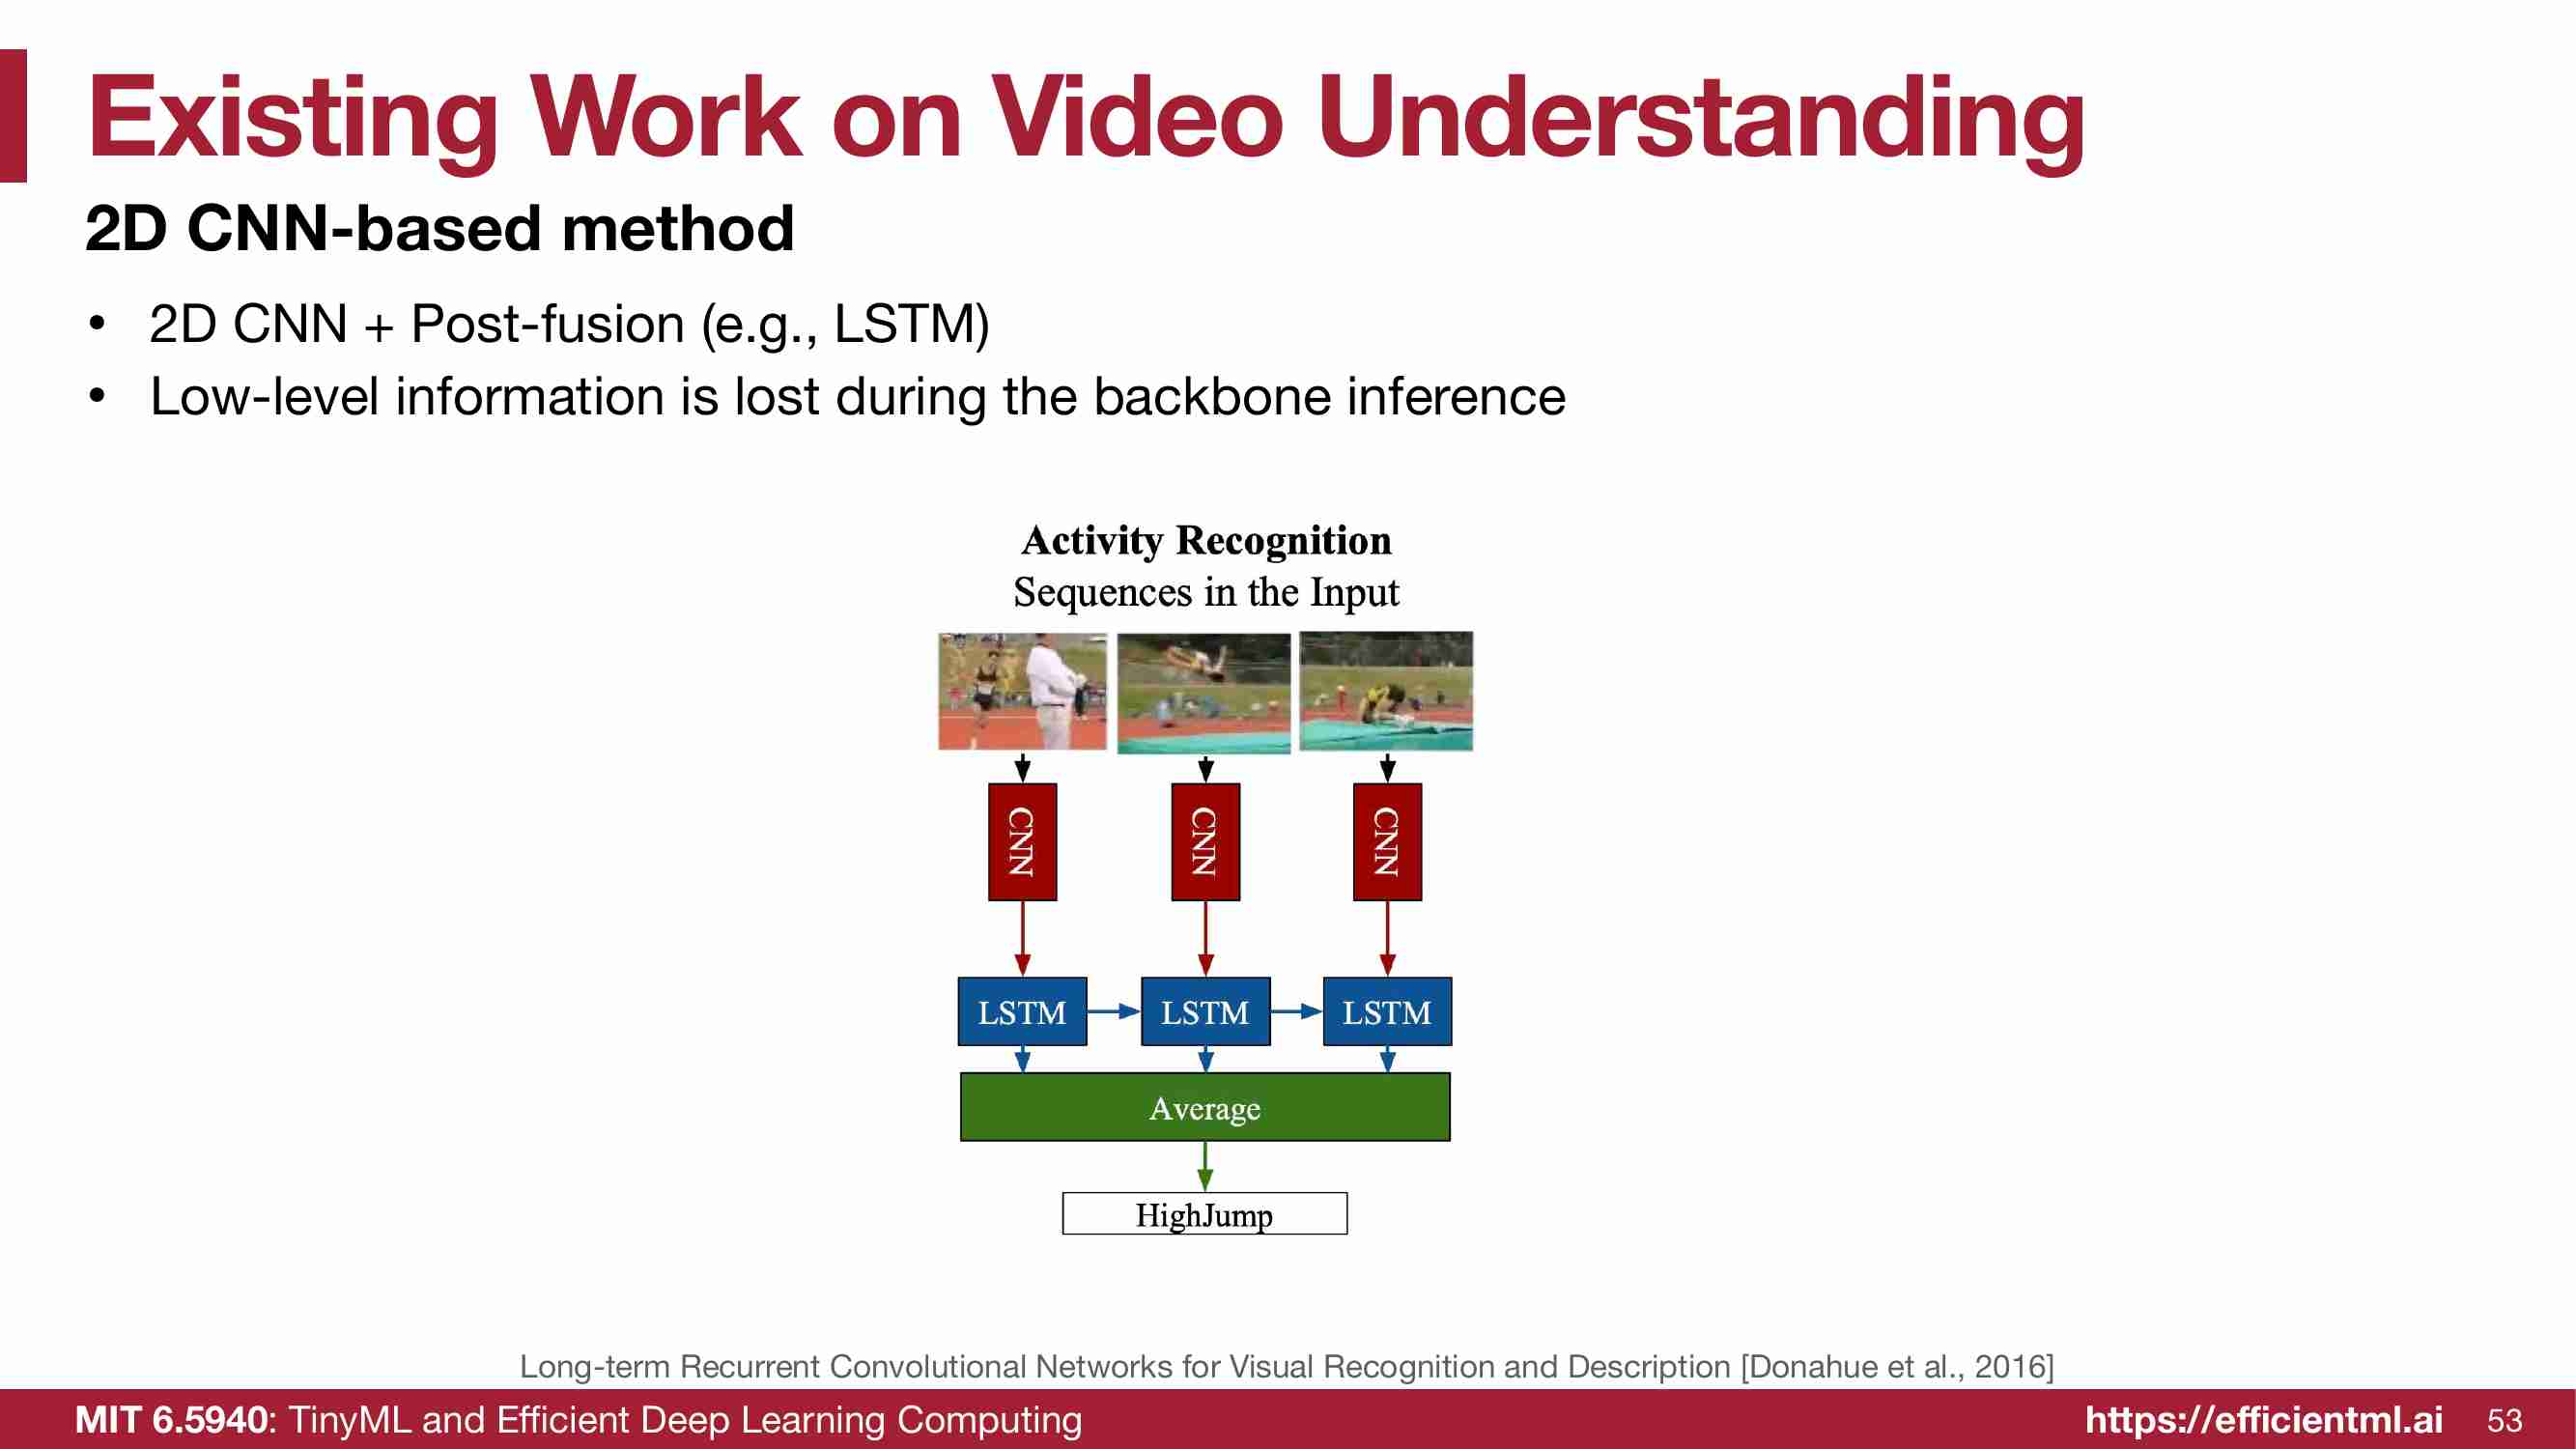 Existing Work on Video Understanding
2D CNN-based method
• 2D CNN + Post-fusion (e.g., LSTM)
• Low-level information is lost during the backbone inference
Activity Recognition
Sequences in the Input
CNN CNN CNN
LSTM LSTM LSTM
Average
HighJump
Long-term Recurrent Convolutional Networks for Visual Recognition and Description [Donahue et al., 2016]
MIT 6.5940: TinyML and Efficient Deep Learning Computing https://efficientml.ai 53